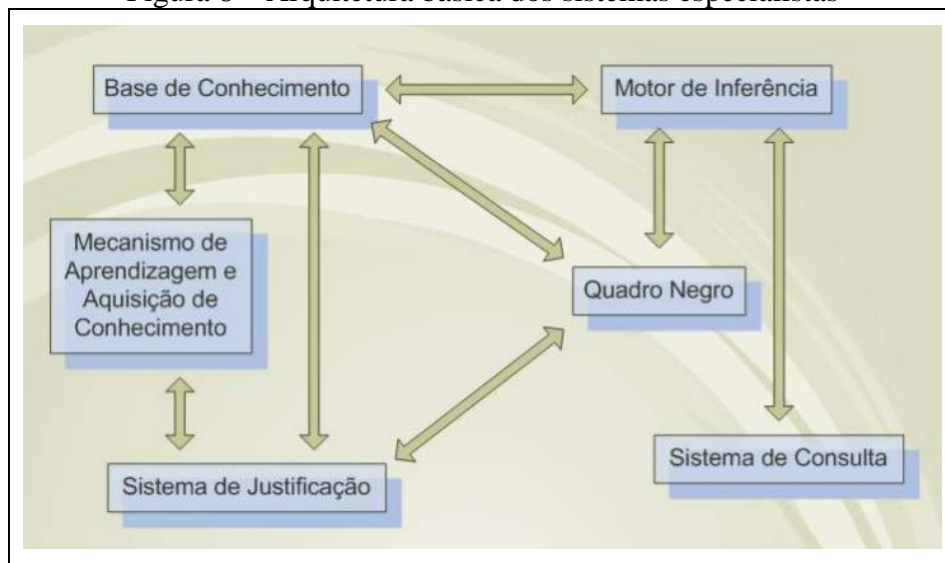 Figura 6 – Arquitetura básica dos sistemas especialistas
Base de Conhecimento
Motor de Inferência
Mecanismo de
Aprendizagem e
Aquisição de
Conhecimento
Quadro Negro
Sistema de Justificação
Sistema de Consulta